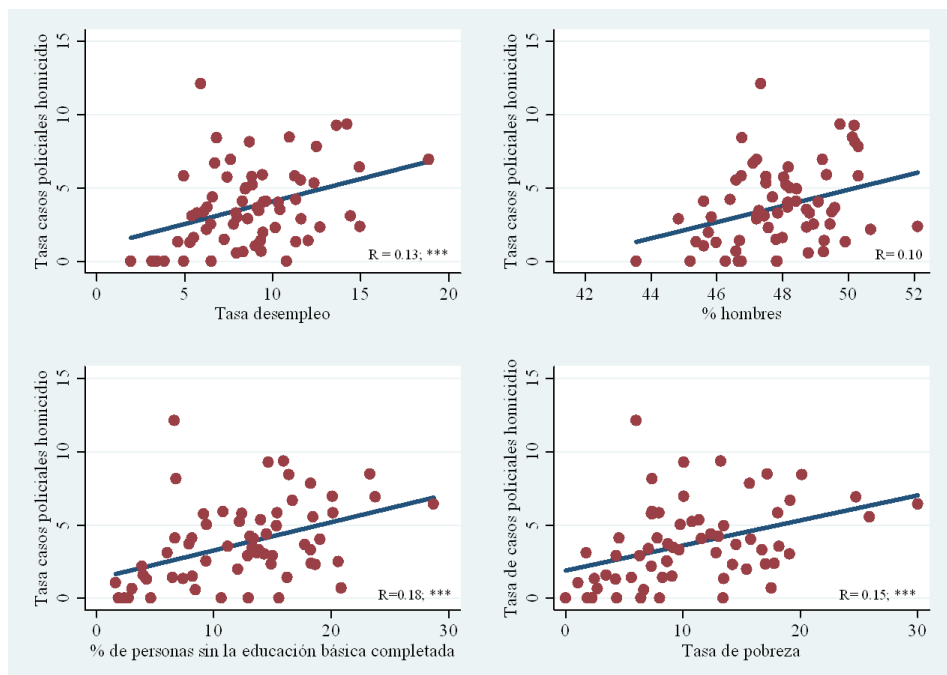 Tasa casos policiales homicidio
15
10
5
0
0 5 10 15 20
Tasa desempleo
R = 0.13; ***
Tasa casos policiales homicidio
15
10
5
0
42 44 46 48 50 52
% hombres
R= 0.10
Tasa casos policiales homicidio
15
10
5
0
0 10 20 30
% de personas sin la educación básica completada
R=0.18; ***
Tasa de casos policiales homicidio
15
10
5
0
0 10 20 30
Tasa de pobreza
R= 0.15; ***